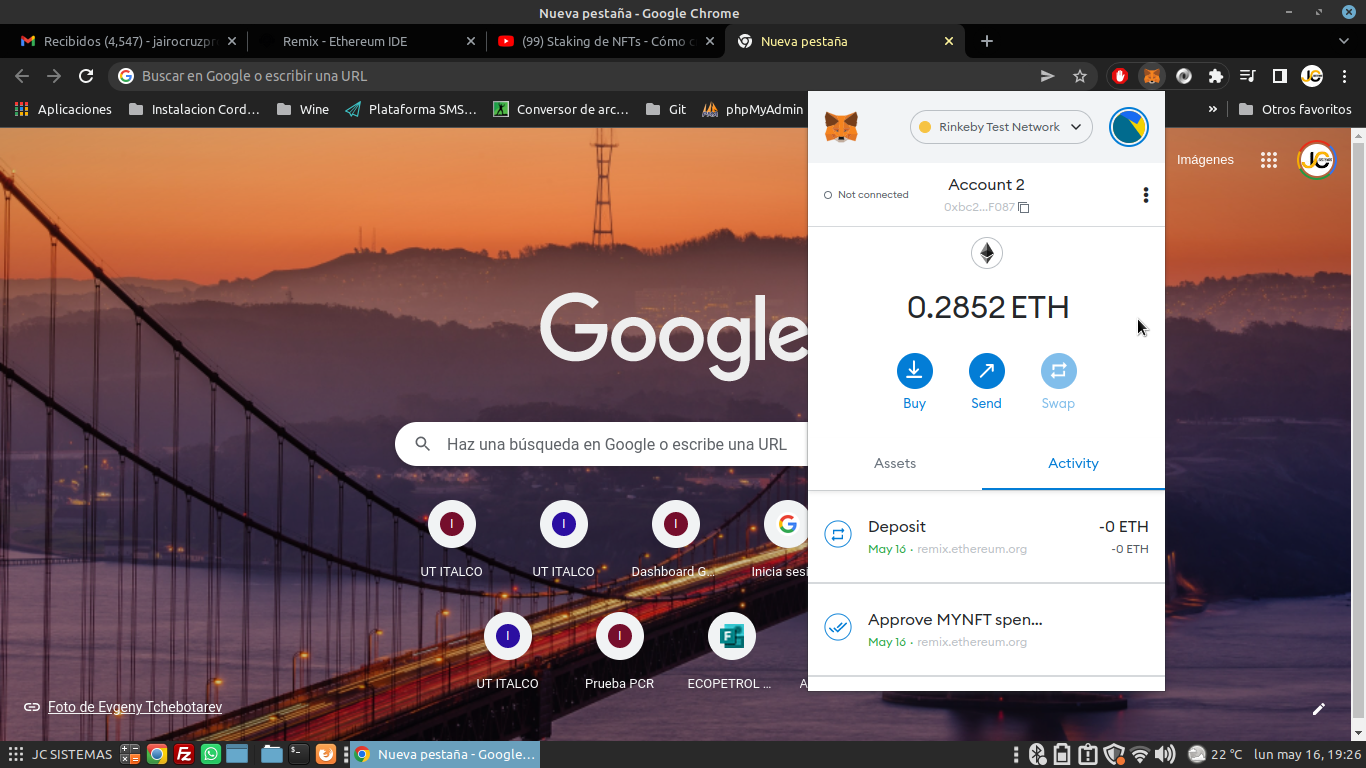 Nueva pestaña - Google Chrome
Recibidos (4,547) - jairocruzpr
Remix - Ethereum IDE
(99) Staking de NFTs - Cómo c
Nueva pestaña
Buscar en Google o escribir una URL
Aplicaciones
Instalacion Cord...
Wine
Plataforma SMS...
Conversor de arc...
Git
phpMyAdmin
»
Otros favoritos
Imágenes
Rinkeby Test Network
Not connected
Account 2
0xbc2...F087
0.2852 ETH
Buy
Send
Swap
Assets
Activity
Deposit
-0 ETH
May 16 · remix.ethereum.org
-0 ETH
Approve MYNFT spen...
May 16 · remix.ethereum.org
Google
Haz una búsqueda en Google o escribe una URL
UT ITALCO
UT ITALCO
Dashboard G...
Inicia sesi
UT ITALCO
Prueba PCR
ECOPETROL ...
A
Foto de Evgeny Tchebotarev
JC SISTEMAS
Nueva pestaña - Google...
22 °C
lun may 16, 19:26